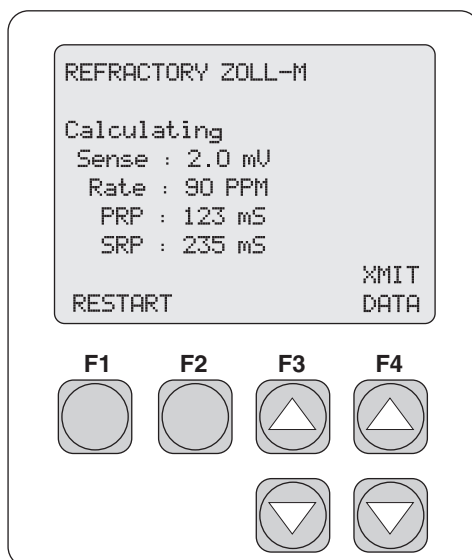 REFRACTORY ZOLL-M
Calculating
Sense : 2.0 mV
Rate : 90 PPM
PRP : 123 mS
SRP : 235 mS
XMIT
RESTART DATA
F1 F2 F3 F4